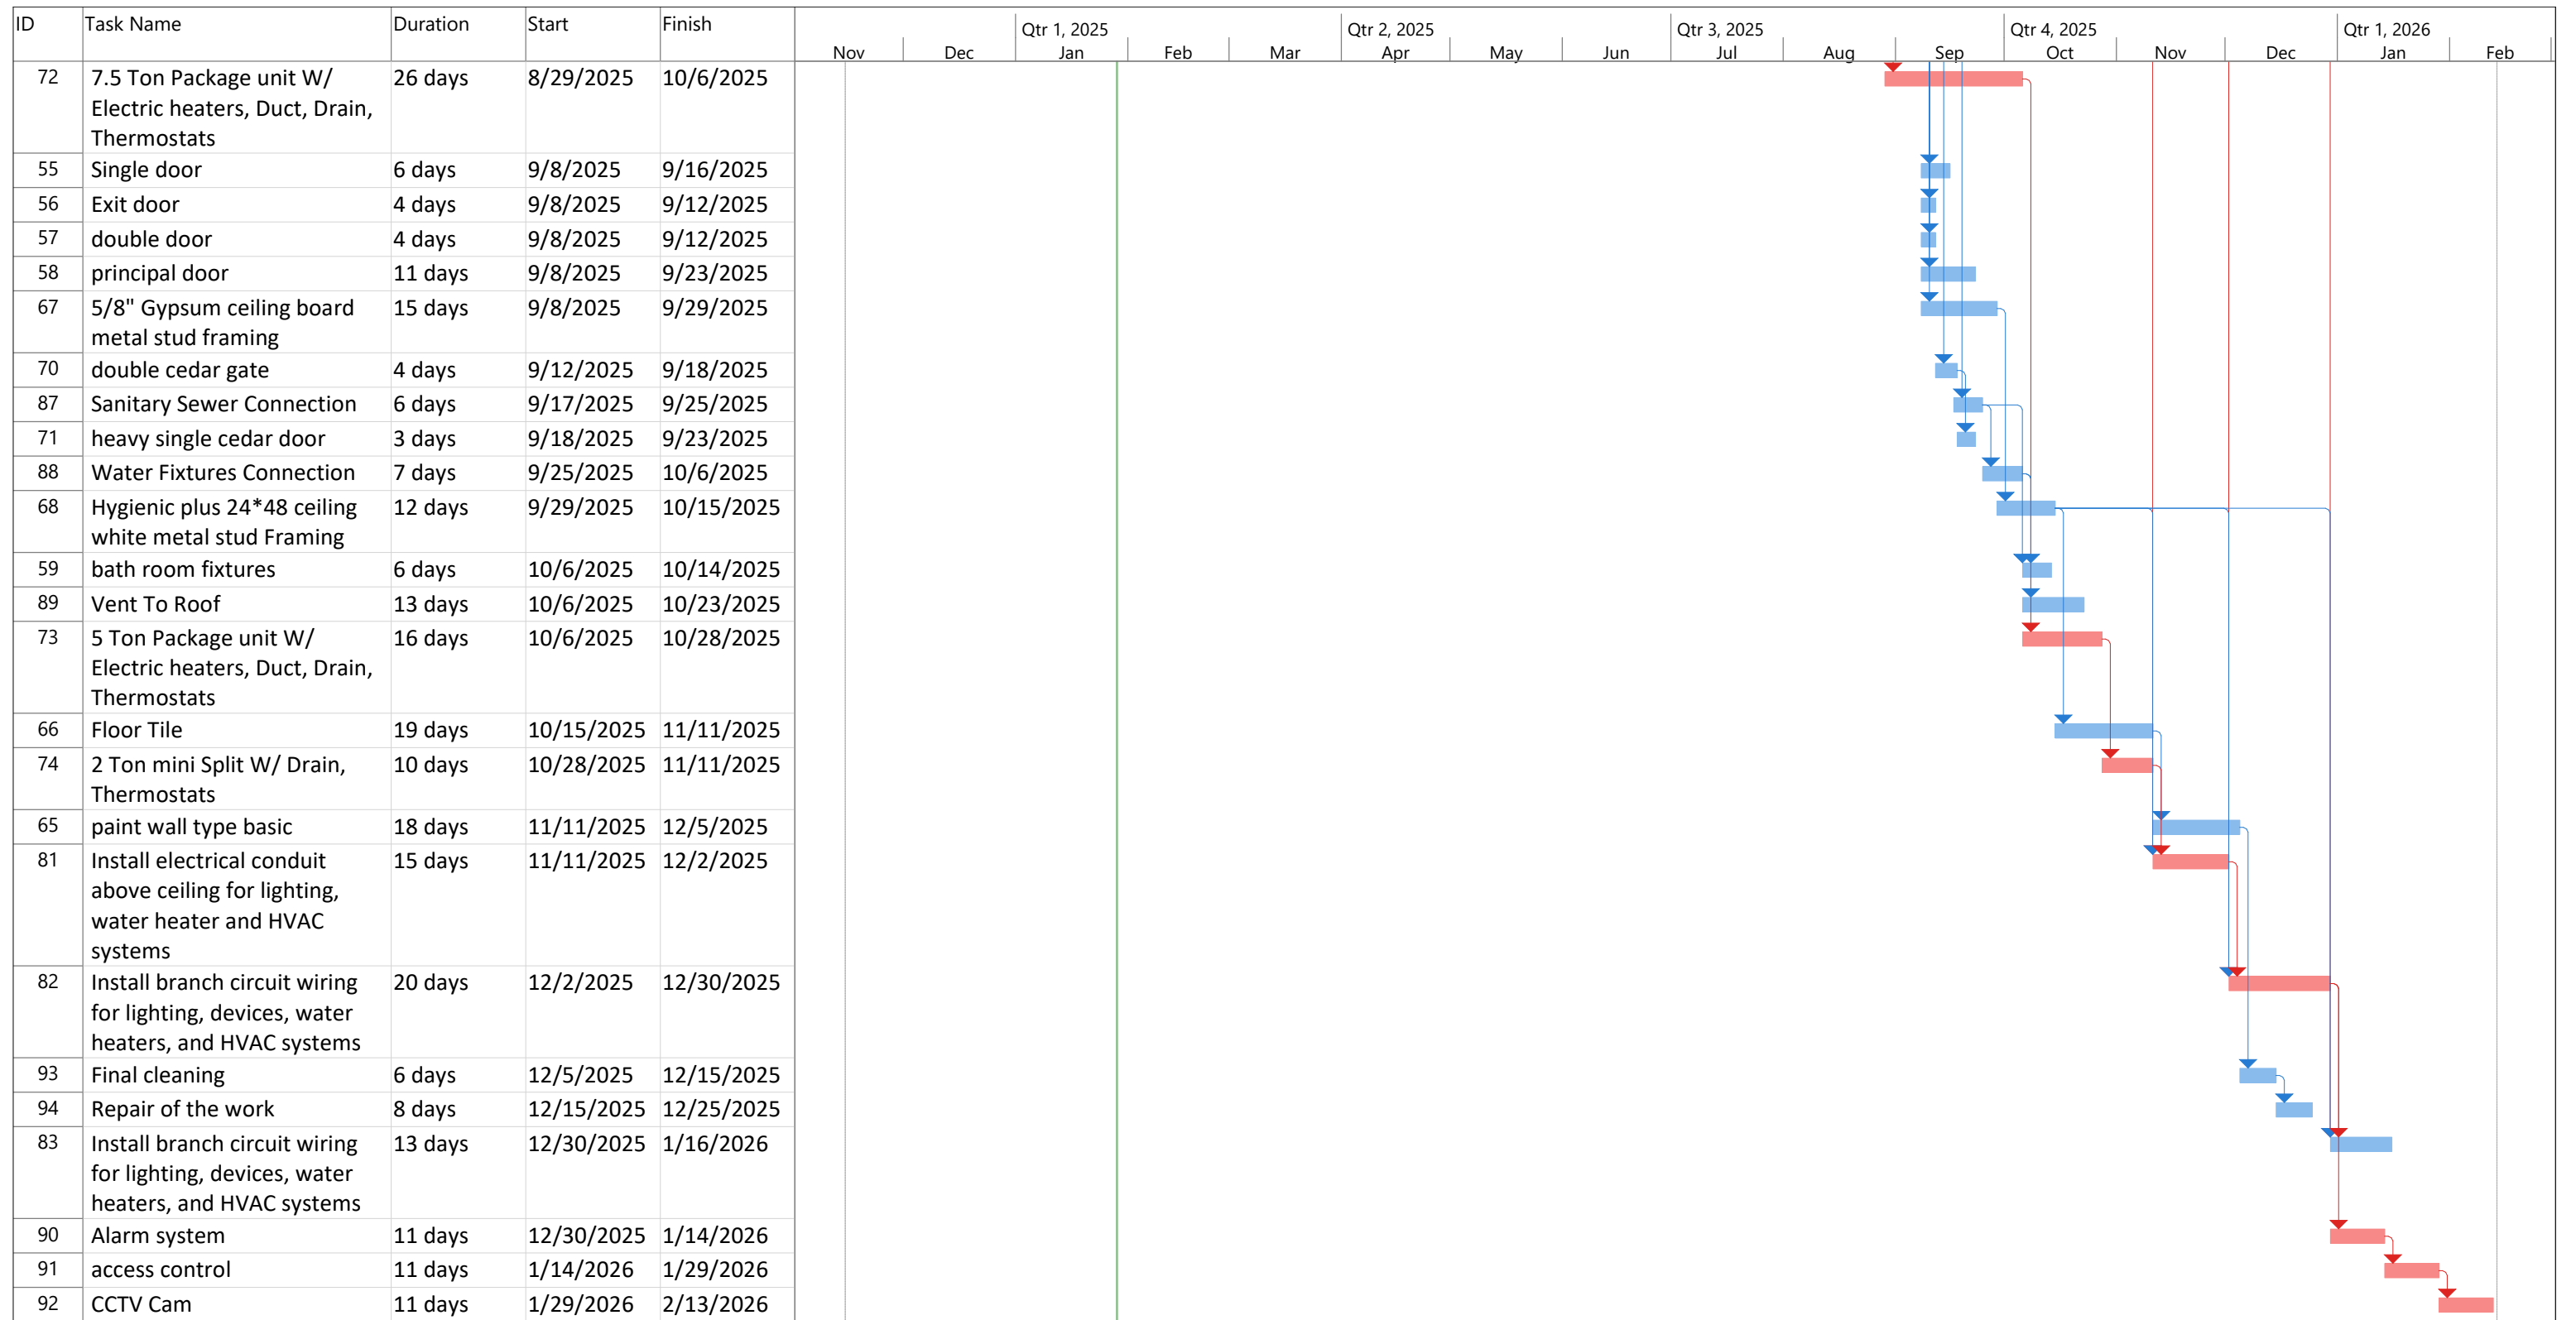 ID Task Name Duration Start Finish
Qtr 1, 2025 Qtr 2, 2025 Qtr 3, 2025 Qtr 4, 2025 Qtr 1, 2026
Nov Dec Jan Feb Mar Apr May Jun Jul Aug Sep Oct Nov Dec Jan Feb
72 7.5 Ton Package unit W/ 26 days 8/29/2025 10/6/2025
Electric heaters, Duct, Drain,
Thermostats
55 Single door 6 days 9/8/2025 9/16/2025
56 Exit door 4 days 9/8/2025 9/12/2025
57 double door 4 days 9/8/2025 9/12/2025
58 principal door 11 days 9/8/2025 9/23/2025
67 5/8" Gypsum ceiling board 15 days 9/8/2025 9/29/2025
metal stud framing
70 double cedar gate 4 days 9/12/2025 9/18/2025
87 Sanitary Sewer Connection 6 days 9/17/2025 9/25/2025
71 heavy single cedar door 3 days 9/18/2025 9/23/2025
88 Water Fixtures Connection 7 days 9/25/2025 10/6/2025
68 Hygienic plus 24*48 ceiling 12 days 9/29/2025 10/15/2025
white metal stud Framing
59 bath room fixtures 6 days 10/6/2025 10/14/2025
89 Vent To Roof 13 days 10/6/2025 10/23/2025
73 5 Ton Package unit W/ 16 days 10/6/2025 10/28/2025
Electric heaters, Duct, Drain,
Thermostats
66 Floor Tile 19 days 10/15/2025 11/11/2025
74 2 Ton mini Split W/ Drain, 10 days 10/28/2025 11/11/2025
Thermostats
65 paint wall type basic 18 days 11/11/2025 12/5/2025
81 Install electrical conduit 15 days 11/11/2025 12/2/2025
above ceiling for lighting,
water heater and HVAC
systems
82 Install branch circuit wiring 20 days 12/2/2025 12/30/2025
for lighting, devices, water
heaters, and HVAC systems
93 Final cleaning 6 days 12/5/2025 12/15/2025
94 Repair of the work 8 days 12/15/2025 12/25/2025
83 Install branch circuit wiring 13 days 12/30/2025 1/16/2026
for lighting, devices, water
heaters, and HVAC systems
90 Alarm system 11 days 12/30/2025 1/14/2026
91 access control 11 days 1/14/2026 1/29/2026
92 CCTV Cam 11 days 1/29/2026 2/13/2026